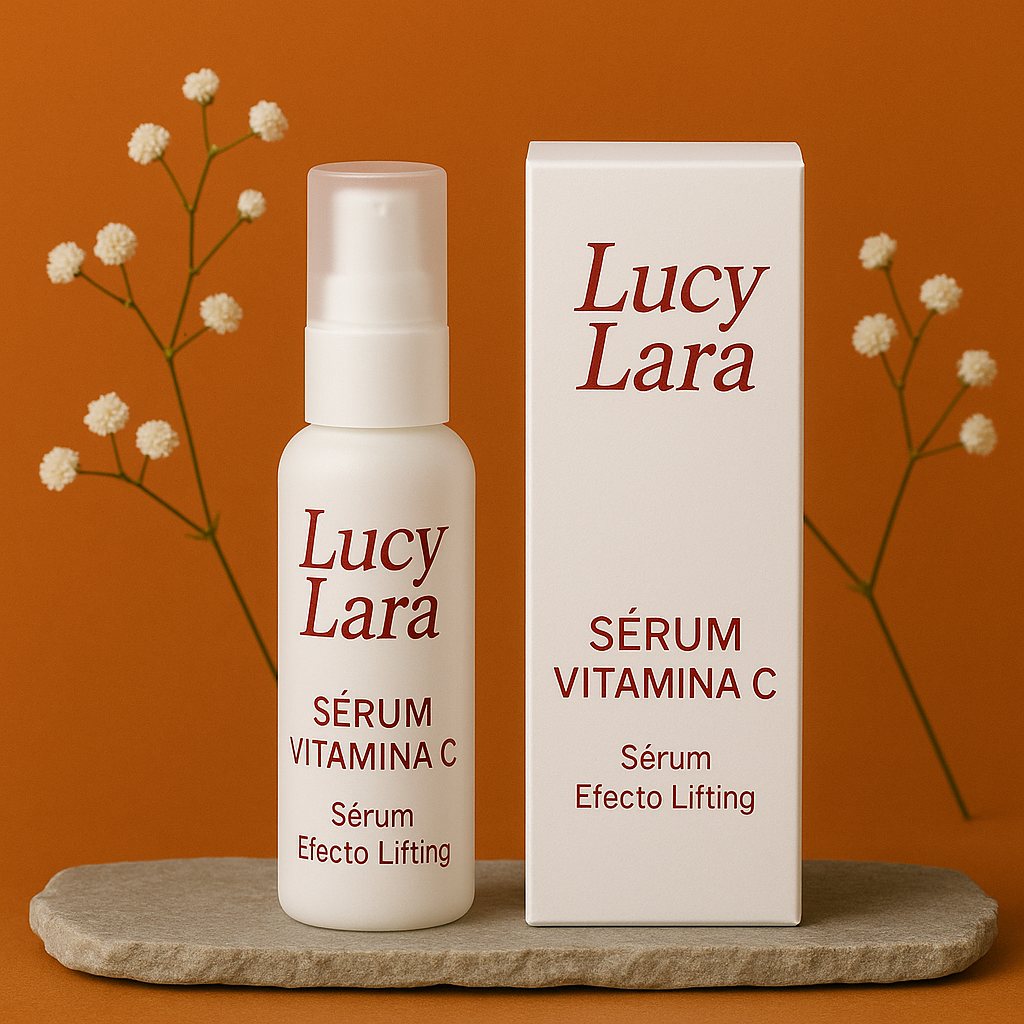 Lucy
Lara
SÉRUM
VITAMINA C
Sérum
Efecto Lifting
Lucy
Lara
SÉRUM
VITAMINA C
Sérum
Efecto Lifting